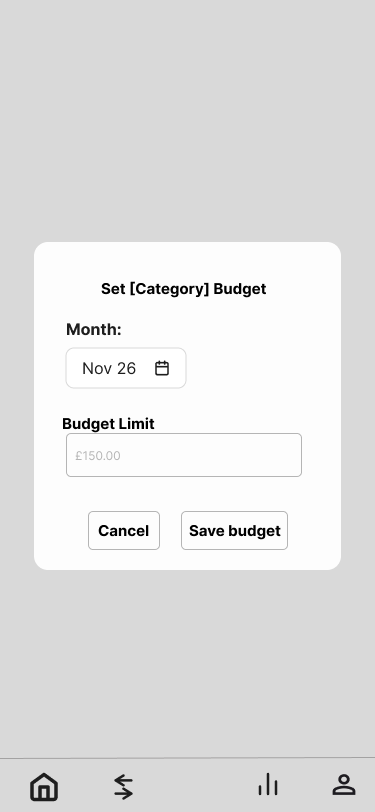 Set [Category] Budget
Month:
Nov 26
Budget Limit
£150.00
Cancel Save budget